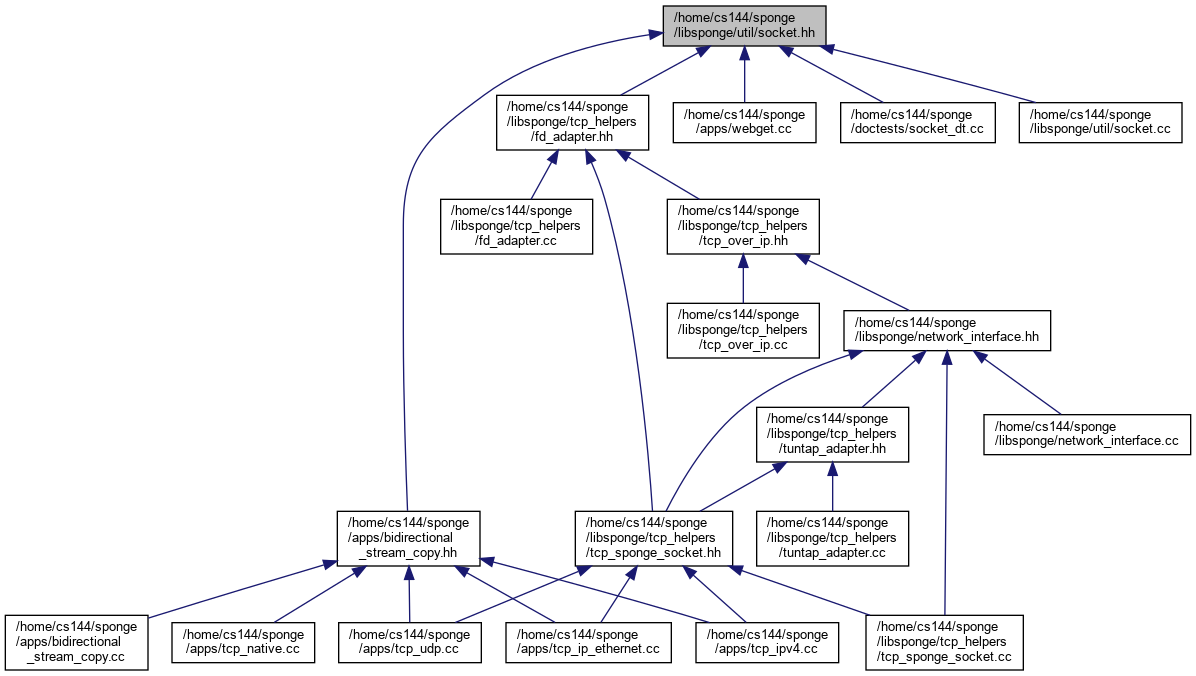 /home/cs144/sponge
/libsponge/util/socket.hh
/home/cs144/sponge
/libsponge/tcp_helpers
/fd_adapter.hh
/home/cs144/sponge
/apps/webget.cc
/home/cs144/sponge
/doctests/socket_dt.cc
/home/cs144/sponge
/libsponge/util/socket.cc
/home/cs144/sponge
/libsponge/tcp_helpers
/fd_adapter.cc
/home/cs144/sponge
/libsponge/tcp_helpers
/tcp_over_ip.hh
/home/cs144/sponge
/libsponge/tcp_helpers
/tcp_over_ip.cc
/home/cs144/sponge
/libsponge/network_interface.hh
/home/cs144/sponge
/libsponge/tcp_helpers
/tuntap_adapter.hh
/home/cs144/sponge
/libsponge/network_interface.cc
/home/cs144/sponge
/apps/bidirectional
_stream_copy.hh
/home/cs144/sponge
/libsponge/tcp_helpers
/tcp_sponge_socket.hh
/home/cs144/sponge
/libsponge/tcp_helpers
/tuntap_adapter.cc
/home/cs144/sponge
/apps/bidirectional
_stream_copy.cc
/home/cs144/sponge
/apps/tcp_native.cc
/home/cs144/sponge
/apps/tcp_udp.cc
/home/cs144/sponge
/apps/tcp_ip_ethernet.cc
/home/cs144/sponge
/apps/tcp_ipv4.cc
/home/cs144/sponge
/libsponge/tcp_helpers
/tcp_sponge_socket.cc